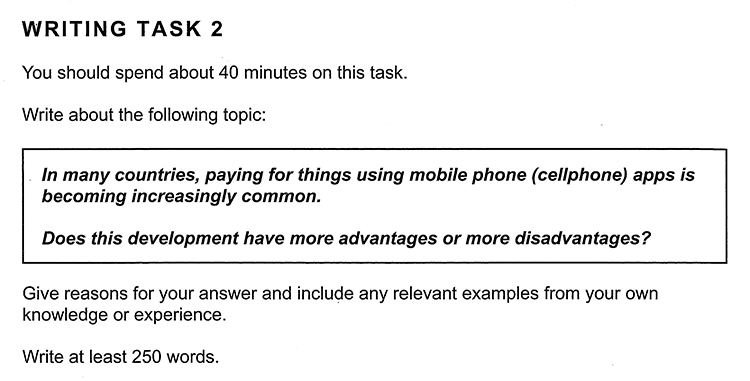 WRITING TASK 2
You should spend about 40 minutes on this task.
Write about the following topic:
In many countries, paying for things using mobile phone (cellphone) apps is
becoming increasingly common.
Does this development have more advantages or more disadvantages?
Give reasons for your answer and include any relevant examples from your own
knowledge or experience.
Write at least 250 words.